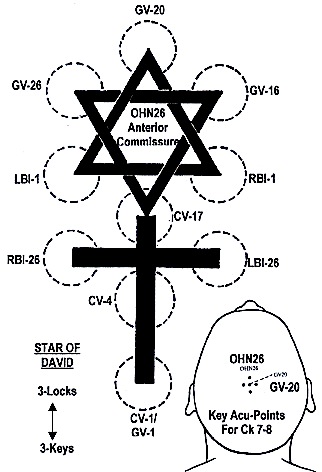 GV-20
GV-26
GV-16
OHN26
Anterior
Commissure
LBI-1
RBI-1
CV-17
RBI-26
LBI-26
CV-4
STAR OF
DAVID
3-Locks
3-Keys
CV-1/
GV-1
OHN26
OHN26
GV20
GV-20
Key Acu-Points
For Ck 7-8